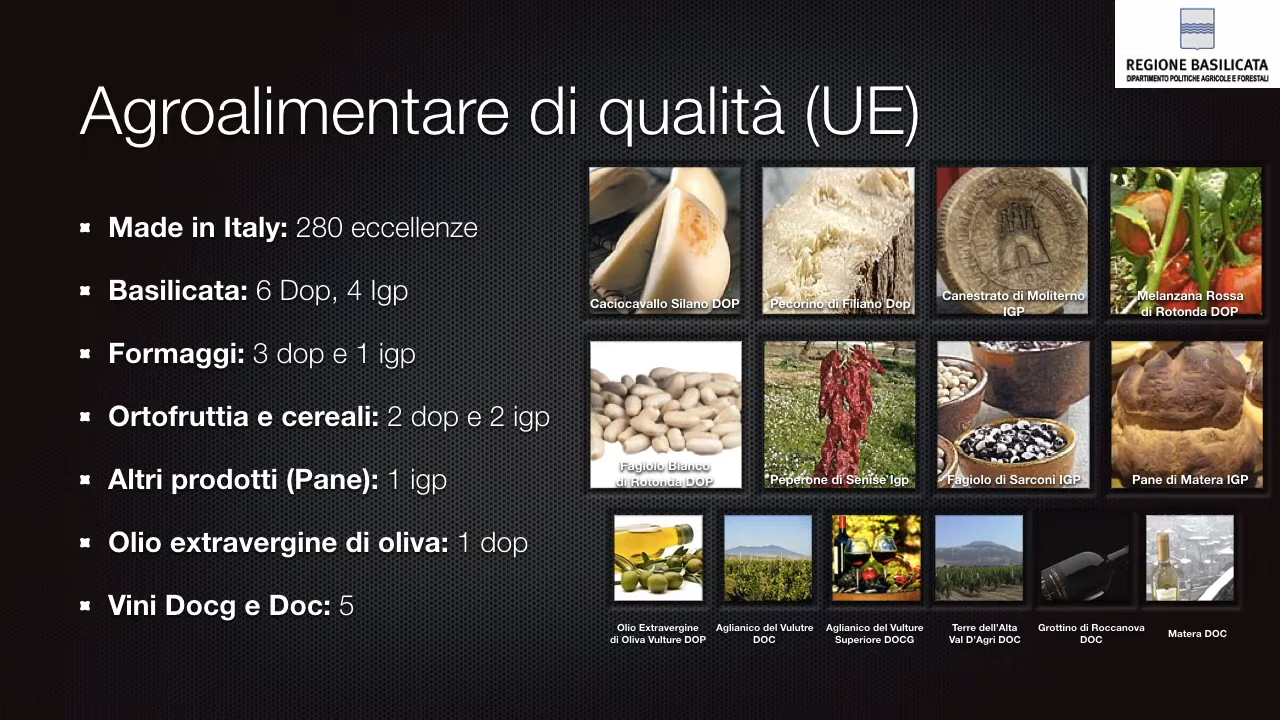 REGIONE BASILICATA
DIPARTIMENTO POLITICHE AGRICOLE E FORESTALI
Agroalimentare di qualità (UE)
Made in Italy: 280 eccellenze
Basilicata: 6 Dop, 4 Igp
Formaggi: 3 dop e 1 igp
Ortofruttia e cereali: 2 dop e 2 igp
Altri prodotti (Pane): 1 igp
Olio extravergine di oliva: 1 dop
Vini Docg e Doc: 5
Caciocavallo Silano DOP
Pecorino di Filiano Dop
Canestrato di Moliterno
IGP
Melanzana Rossa
di Rotonda DOP
Fagiolo Bianco
di Rotonda DOP
Peperone di Senise Igp
Fagiolo di Sarconi IGP
Pane di Matera IGP
Olio Extravergine
di Oliva Vulture DOP
Aglianico del Vulutre
DOC
Aglianico del Vulture
Superiore DOCG
Terre dell'Alta
Val D'Agri DOC
Grottino di Roccanova
DOC
Matera DOC